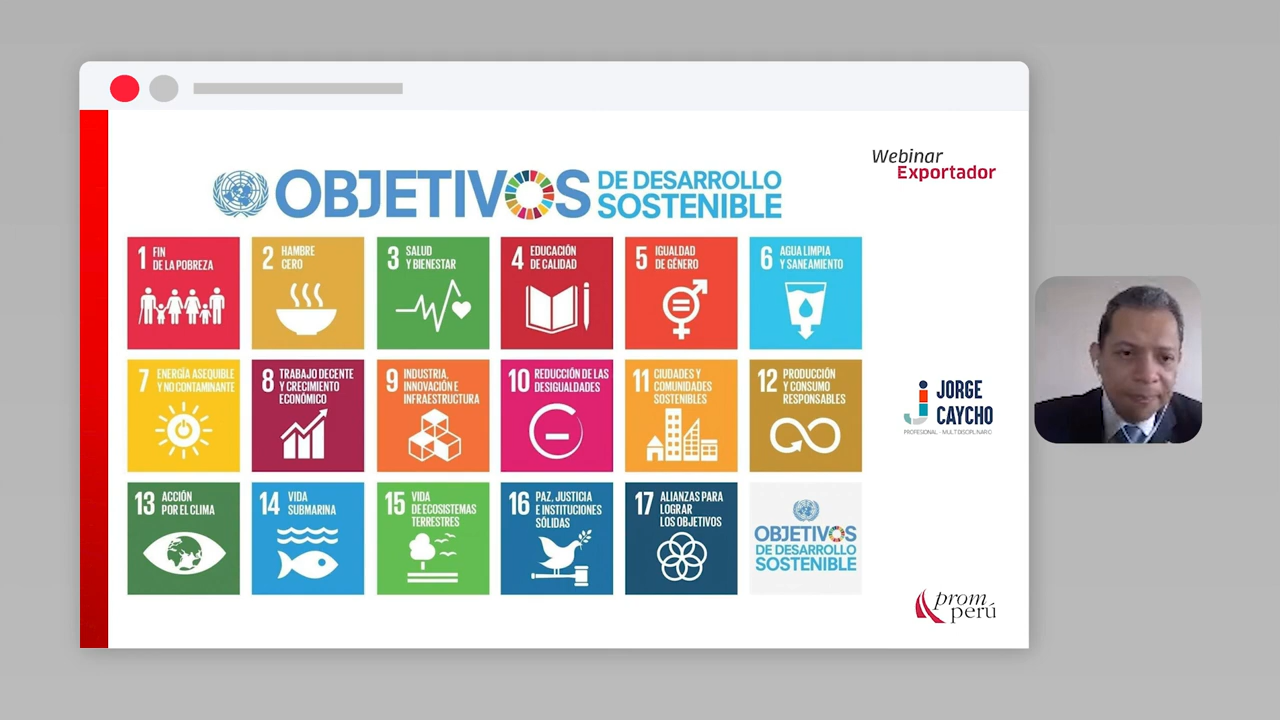 Webinar
Exportador
OBJETIVOS DE DESARROLLO
SOSTENIBLE
1 FIN
DE LA POBREZA
2 HAMBRE
CERO
3 SALUD
Y BIENESTAR
4 EDUCACIÓN
DE CALIDAD
5 IGUALDAD
DE GÉNERO
6 AGUA LIMPIA
Y SANEAMIENTO
7 ENERGÍA ASEQUIBLE
Y NO CONTAMINANTE
8 TRABAJO DECENTE
Y CRECIMIENTO
ECONÓMICO
9 INDUSTRIA,
INNOVACIÓN E
INFRAESTRUCTURA
10 REDUCCIÓN DE LAS
DESIGUALDADES
11 CIUDADES Y
COMUNIDADES
SOSTENIBLES
12 PRODUCCIÓN
Y CONSUMO
RESPONSABLES
JORGE
CAYCHO
PROFESIONAL - MULTIDISCIPLINARIO
13 ACCIÓN
POR EL CLIMA
14 VIDA
SUBMARINA
15 VIDA
DE ECOSISTEMAS
TERRESTRES
16 PAZ, JUSTICIA
E INSTITUCIONES
SÓLIDAS
17 ALIANZAS PARA
LOGRAR
LOS OBJETIVOS
OBJETIVOS
DE DESARROLLO
SOSTENIBLE
prom
perú